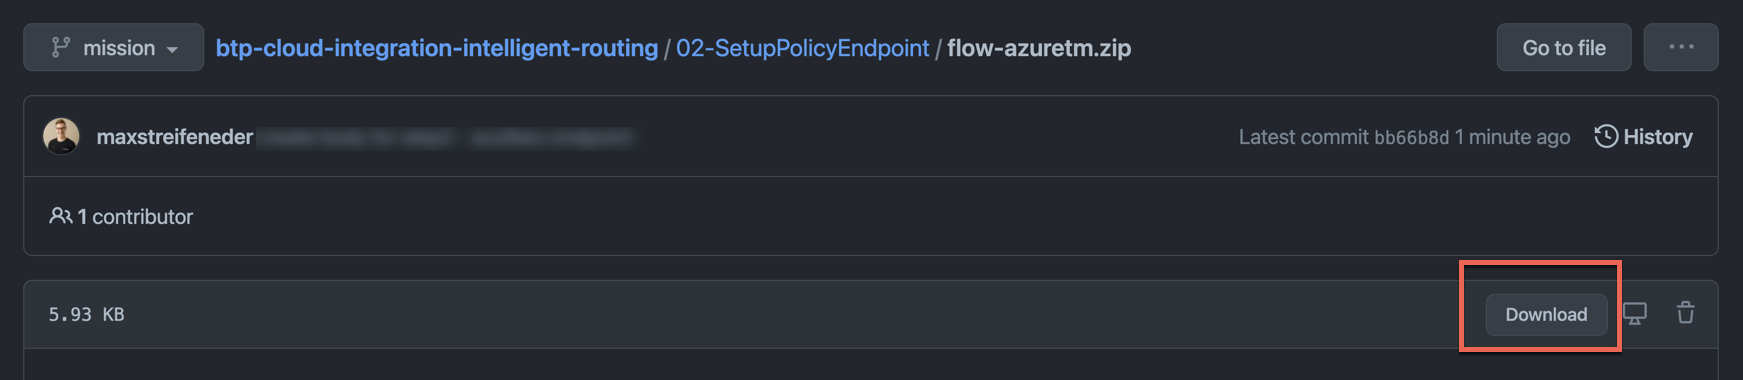 mission btp-cloud-integration-intelligent-routing / 02-SetupPolicyEndpoint / flow-azuretm.zip Go to file ...
maxstreifeneder Latest commit bb66b8d 1 minute ago History
1 contributor
5.93 KB Download